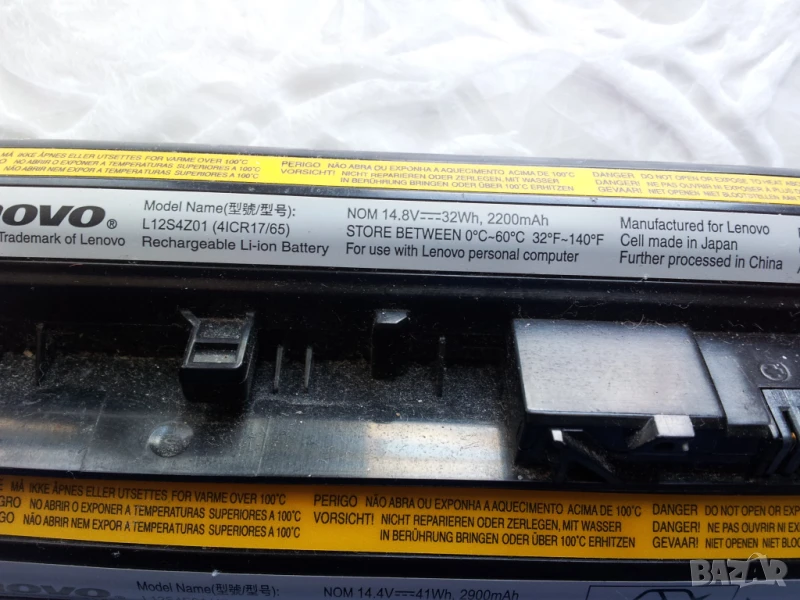 MÅ IKKE ÅPNES ELLER UTSETTES FOR VARME OVER 100°C
NO ABRIR O EXPONER A TEMPERATURAS SUPERIORES A 100°C
NÃO ABRIR NEM EXPOR A TEMPERATURAS SUPERIORES A 100°C
PERIGO NÃO ABRA OU EXPONHA A AQUECIMENTO ACIMA DE 100°C
VORSICHT! NICHT REPARIEREN ODER ZERLEGEN, MIT WASSER
IN BERÜHRUNG BRINGEN ODER ÜBER 100°C ERHITZEN
DANGER DO NOT OPEN OR EXPOSE TO HEAT
DANGER! NE PAS OUVRIR NI EXPOSER À
GEVAAR! NIET OPENEN NIET BLOOTSTELLEN AAN
NOVO®
Trademark of Lenovo
Model Name(型號/型号):
L12S4Z01 (4ICR17/65)
Rechargeable Li-ion Battery
NOM 14.8V⎓32Wh, 2200mAh
STORE BETWEEN 0°C~60°C 32°F~140°F
For use with Lenovo personal computer
Manufactured for Lenovo
Cell made in Japan
Further processed in China
MÅ IKKE ÅPNES ELLER UTSETTES FOR VARME OVER 100°C
NO ABRIR O EXPONER A TEMPERATURAS SUPERIORES A 100°C
NÃO ABRIR NEM EXPOR A TEMPERATURAS SUPERIORES A 100°C
PERIGO NÃO ABRA OU EXPONHA A AQUECIMENTO ACIMA DE 100°C
VORSICHT! NICHT REPARIEREN ODER ZERLEGEN, MIT WASSER
IN BERÜHRUNG BRINGEN ODER ÜBER 100°C ERHITZEN
DANGER DO NOT OPEN OR EX
DANGER! NE PAS OUVRIR NI EX
GEVAAR! NIET OPENEN NIET BLOO
Model Name(型號/型号):
NOM 14.4V⎓41Wh, 2900mAh
BAZAR